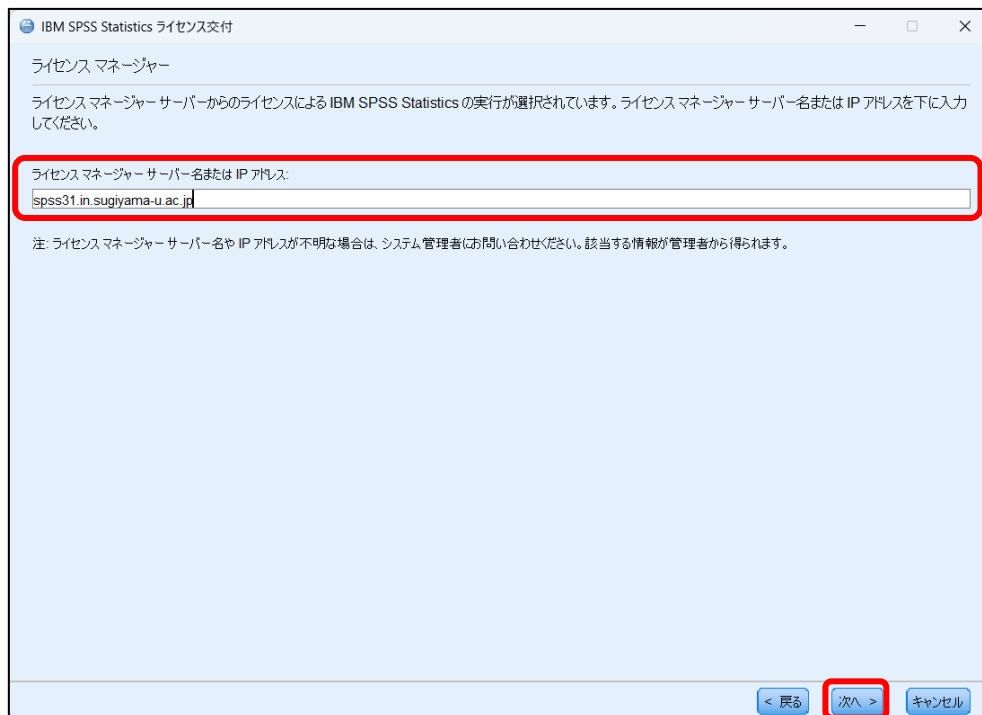 IBM SPSS Statistics ライセンス交付
ライセンス マネージャー
ライセンス マネージャー サーバーからのライセンスによる IBM SPSS Statistics の実行が選択されています。ライセンス マネージャー サーバー名または IP アドレスを下に入力
してください。
ライセンス マネージャー サーバー名または IP アドレス:
spss31.in.sugiyama-u.ac.jp
注: ライセンス マネージャー サーバー名や IP アドレスが不明な場合は、システム管理者にお問い合わせください。該当する情報が管理者から得られます。
< 戻る 次へ > キャンセル